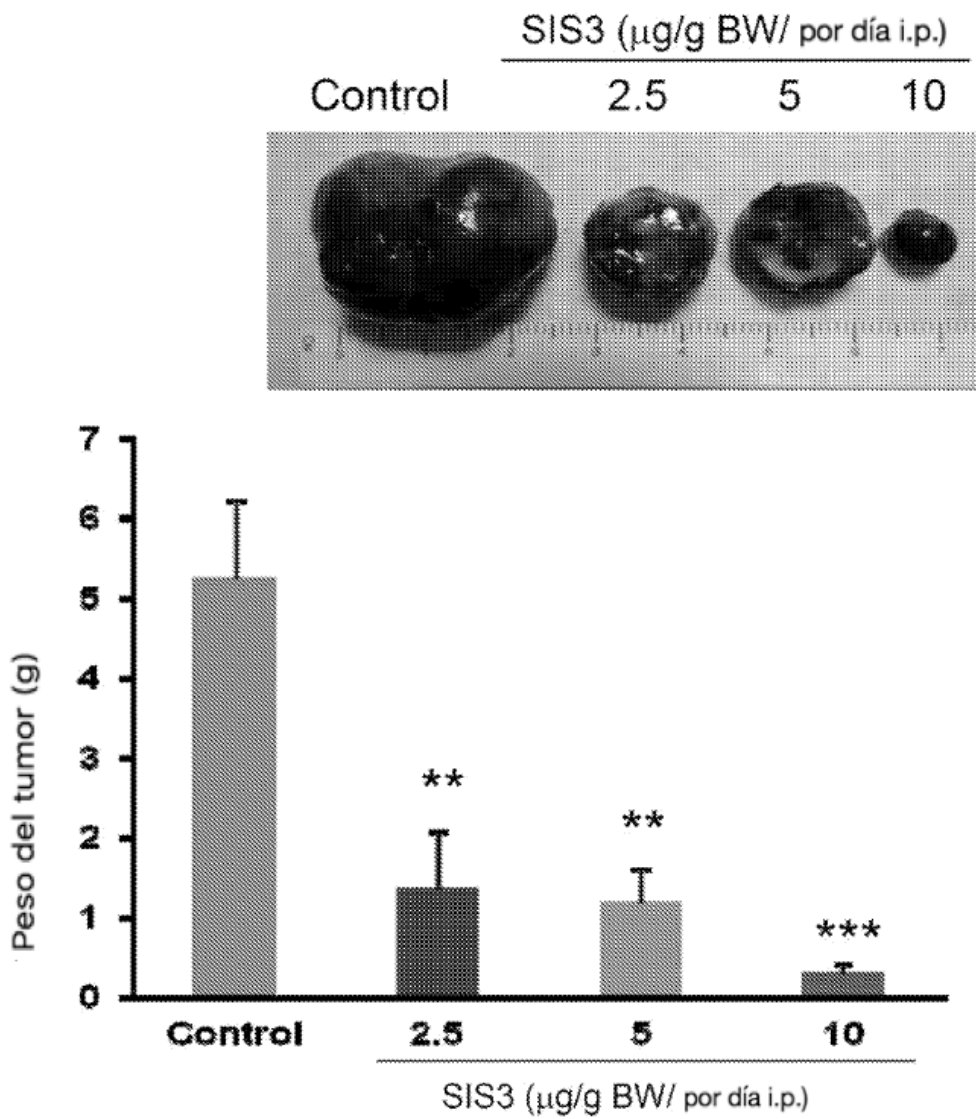 SIS3 (μg/g BW/ por día i.p.)
Control 2.5 5 10
7
6
5
4
3
2
1
0
Peso del tumor (g)
**
**
***
Control 2.5 5 10
SIS3 (μg/g BW/ por día i.p.)